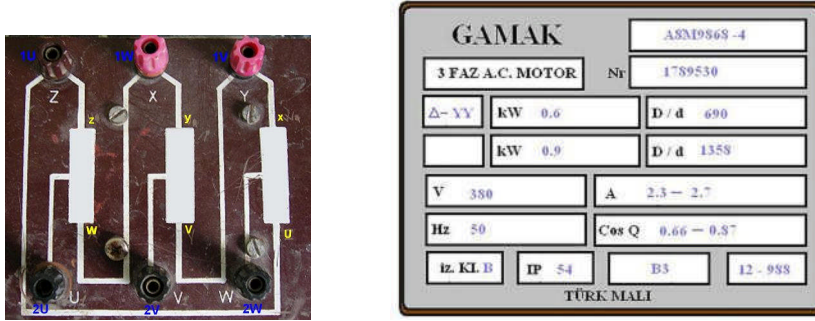 1U 1W 1V
Z X Y
z y x
W V U
U V W
2U 2V 2W
GAMAK
A8M9868 -4
3 FAZ A.C. MOTOR Nr 1789530
Δ- YY kW 0.6 D / d 690
kW 0.9 D / d 1358
V 380 A 2.3 - 2.7
Hz 50 Cos Q 0.66 - 0.87
iz. KI. B IP 54 B3 12 - 988
TÜRK MALI